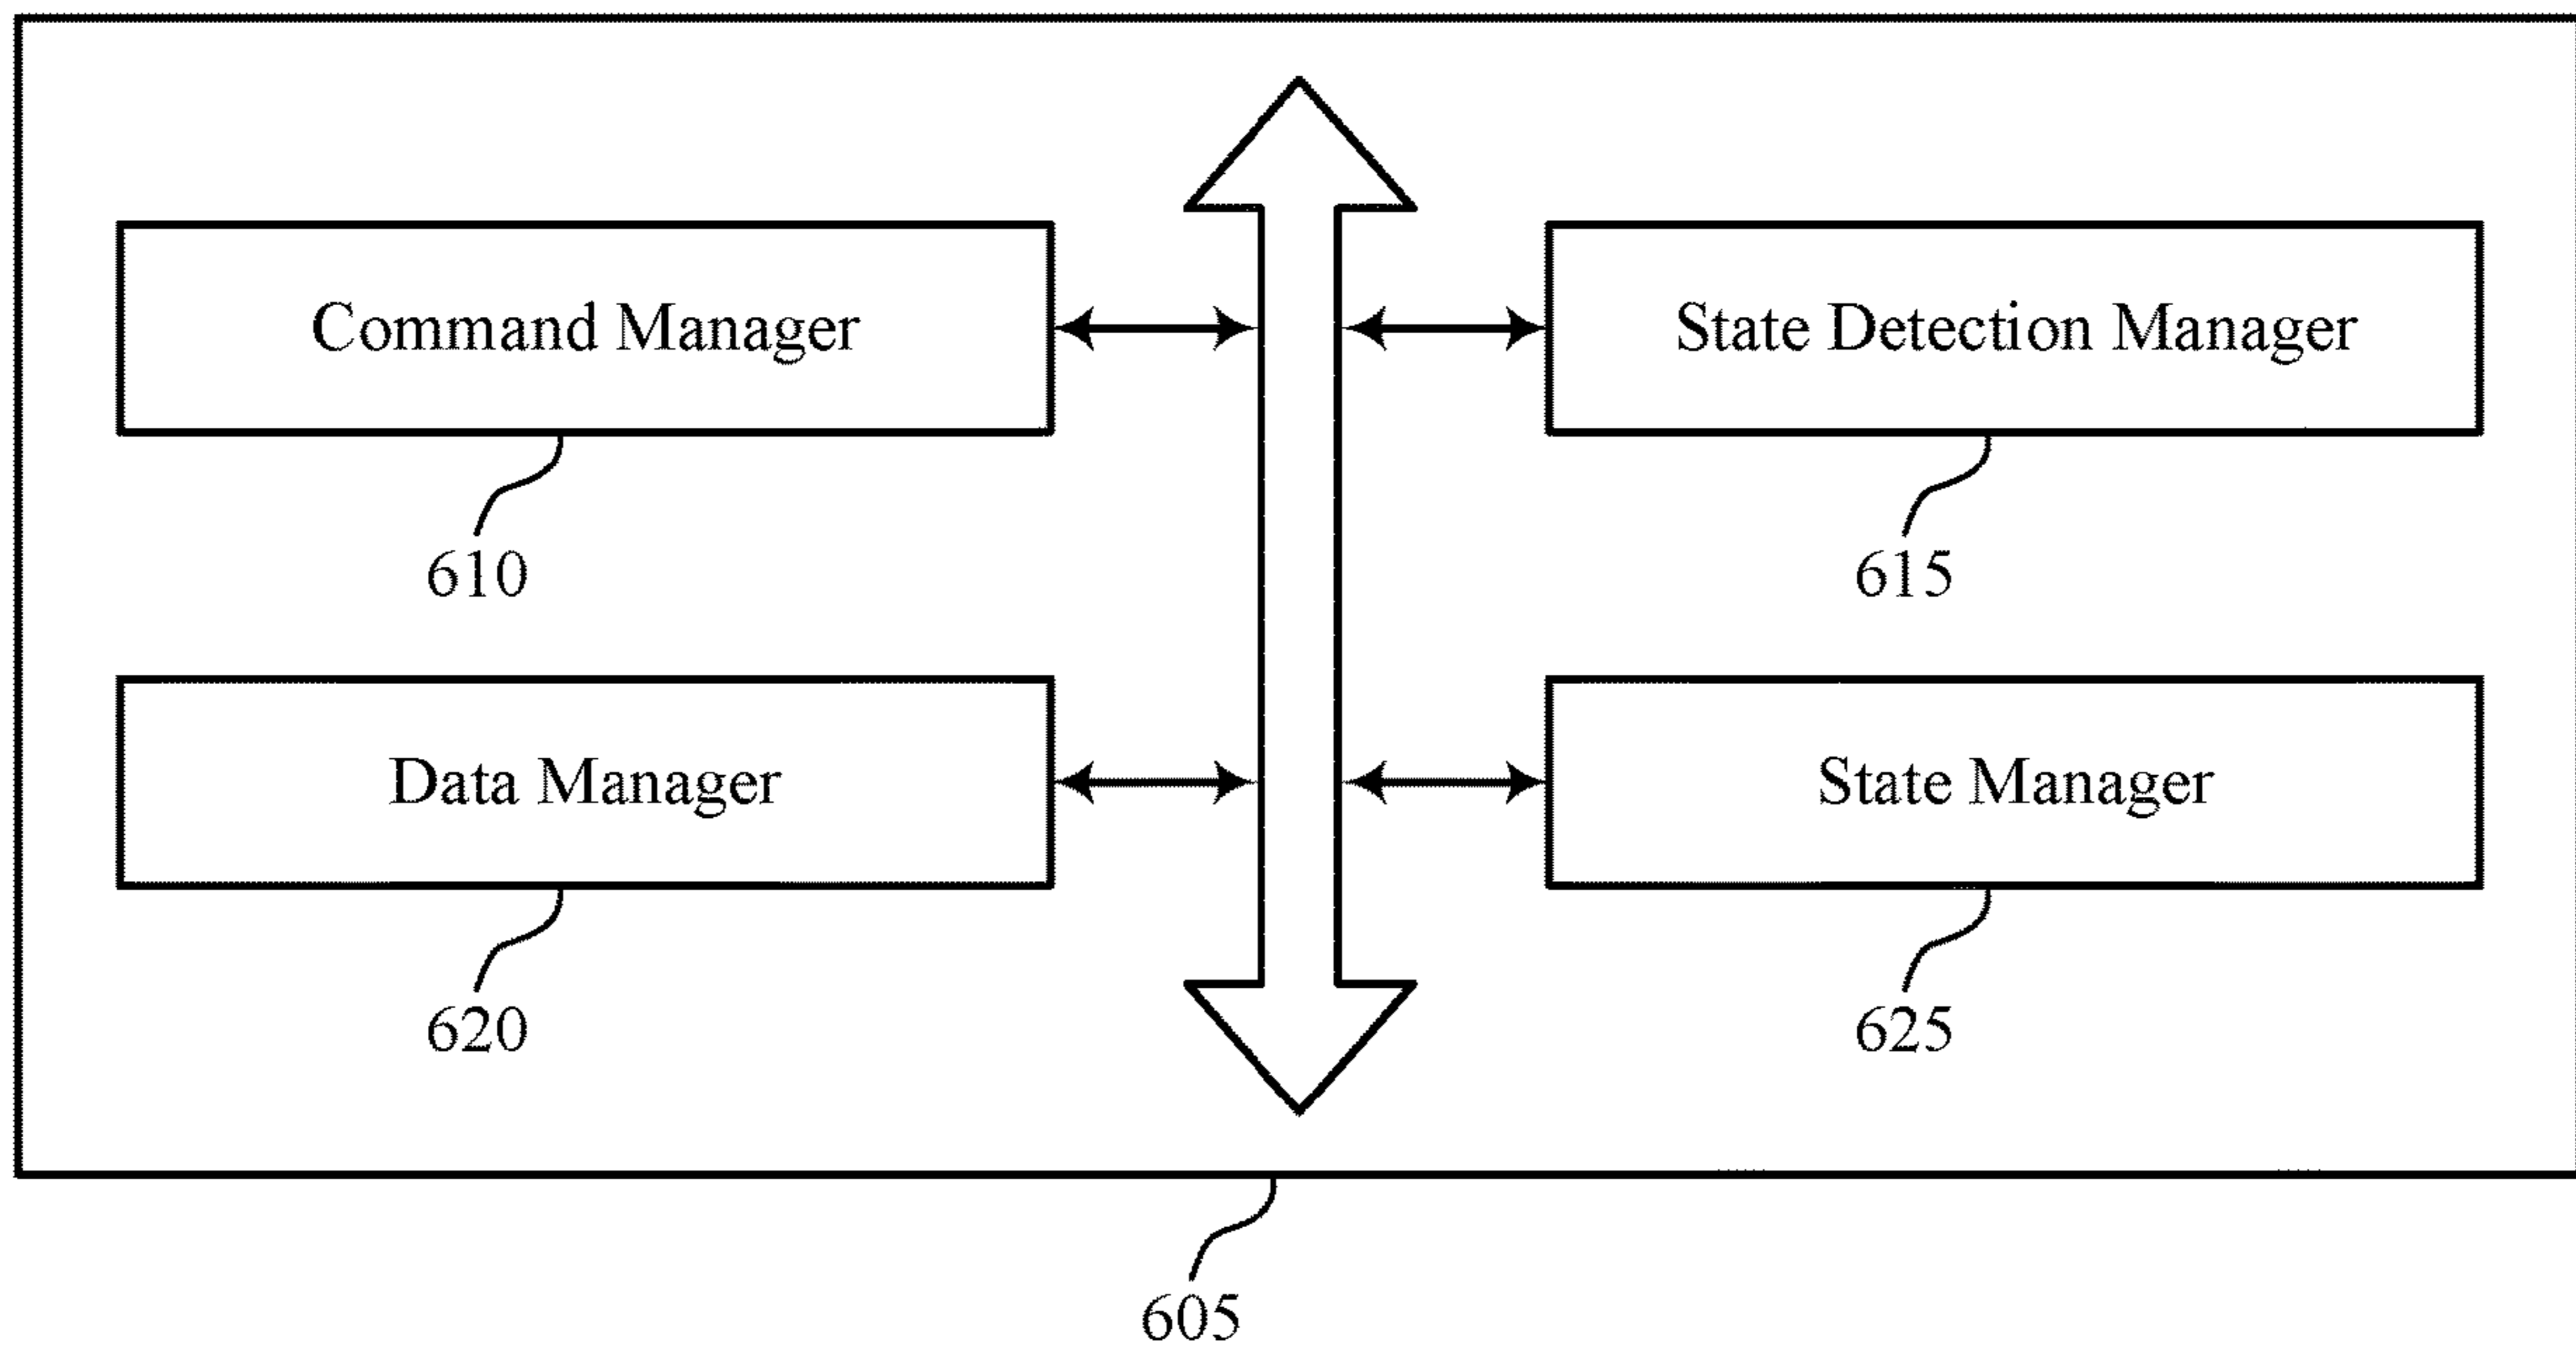 Command Manager
State Detection Manager
610
615
Data Manager
State Manager
620
625
605